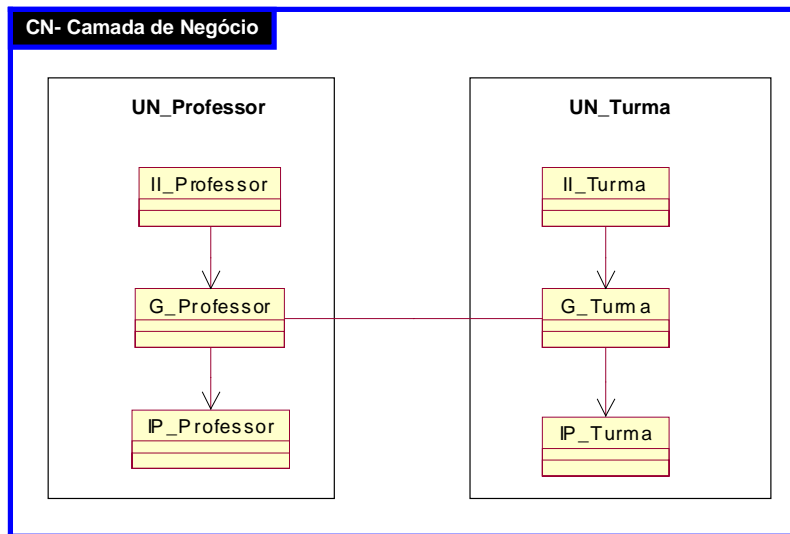 CN- Camada de Negócio
UN_Professor
UN_Turma
II_Professor
II_Turma
G_Professor
G_Turma
IP_Professor
IP_Turma